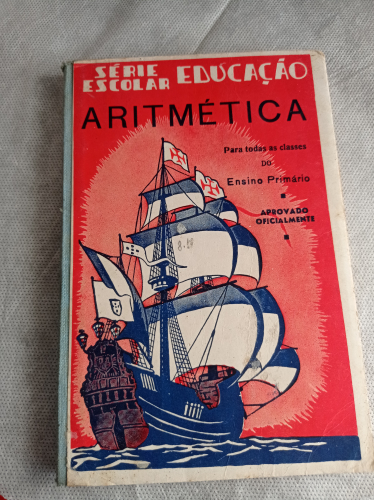 SÉRIE ESCOLAR EDUCAÇÃO
ARITMÉTICA
Para todas as classes
DO
Ensino Primário
APROVADO
OFICIALMENTE